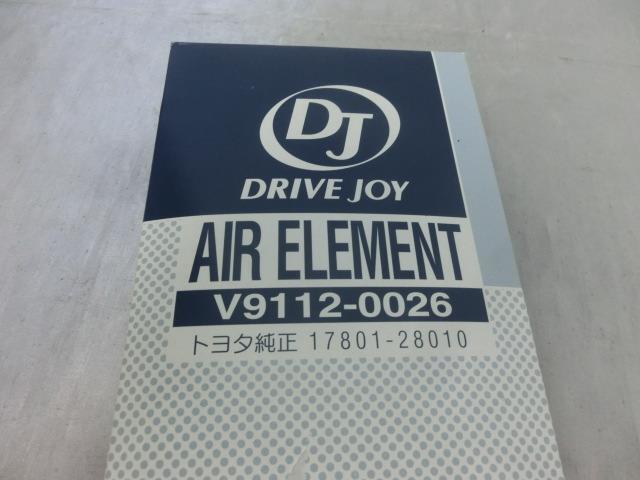 DJ
DRIVE JOY
AIR ELEMENT
V9112-0026
トヨタ純正 17801-28010